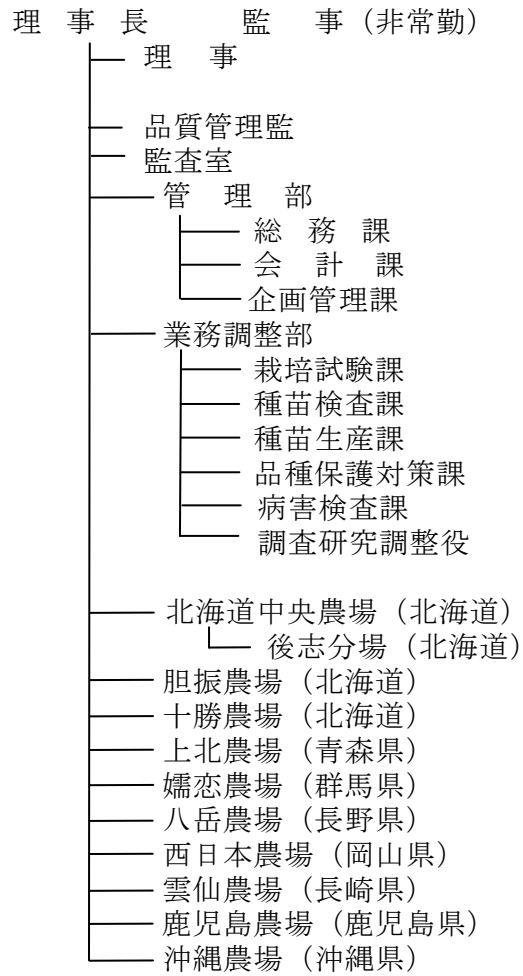 理 事 長 監 事（非常勤）
理 事
品質管理監
監査室
管 理 部
総 務 課
会 計 課
企画管理課
業務調整部
栽培試験課
種苗検査課
種苗生産課
品種保護対策課
病害検査課
調査研究調整役
北海道中央農場（北海道）
後志分場（北海道）
胆振農場（北海道）
十勝農場（北海道）
上北農場（青森県）
嬬恋農場（群馬県）
八岳農場（長野県）
西日本農場（岡山県）
雲仙農場（長崎県）
鹿児島農場（鹿児島県）
沖縄農場（沖縄県）